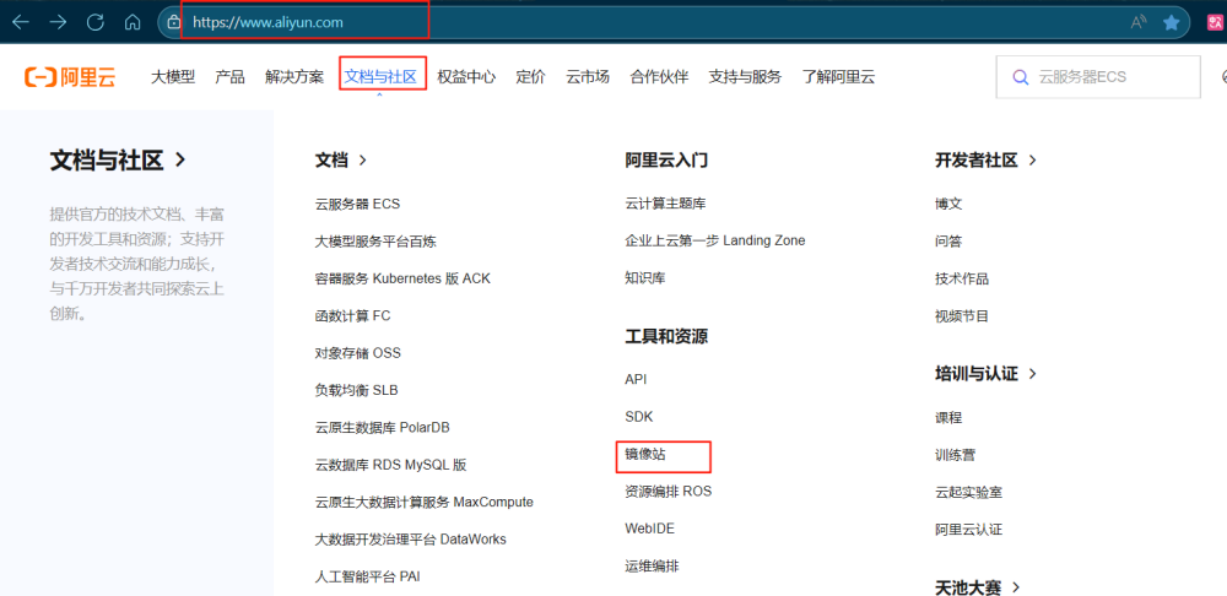 https://www.aliyun.com
阿里云
大模型 产品 解决方案 文档与社区 权益中心 定价 云市场 合作伙伴 支持与服务 了解阿里云
云服务器ECS
文档与社区
提供官方的技术文档、丰富
的开发工具和资源；支持开
发者技术交流和能力成长，
与千万开发者共同探索云上
创新。
文档
云服务器 ECS
大模型服务平台百炼
容器服务 Kubernetes 版 ACK
函数计算 FC
对象存储 OSS
负载均衡 SLB
云原生数据库 PolarDB
云数据库 RDS MySQL 版
云原生大数据计算服务 MaxCompute
大数据开发治理平台 DataWorks
人工智能平台 PAI
阿里云入门
云计算主题库
企业上云第一步 Landing Zone
知识库
工具和资源
API
SDK
镜像站
资源编排 ROS
WebIDE
运维编排
开发者社区
博文
问答
技术作品
视频节目
培训与认证
课程
训练营
云起实验室
阿里云认证
天池大赛